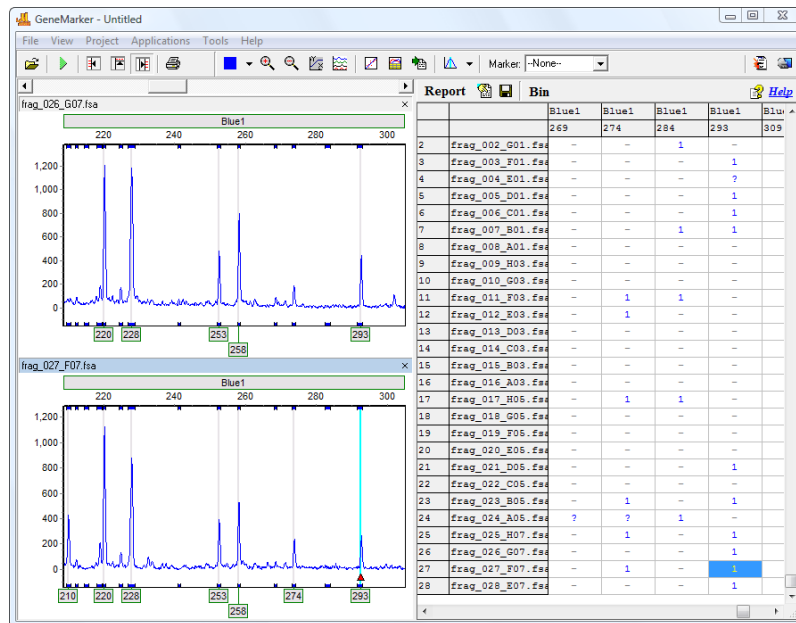 GeneMarker - Untitled
File View Project Applications Tools Help
Marker: --None--
frag_026_G07.fsa ×
Blue1
220 240 260 280 300
1,200
1,000
800
600
400
200
0
220 228 253 293
258
frag_027_F07.fsa ×
Blue1
220 240 260 280 300
1,200
1,000
800
600
400
200
0
210 220 228 253 274 293
258
Report Bin Help
Blue1 Blue1 Blue1 Blue1 Blu
269 274 284 293 309
2 frag_002_G01.fsa - - 1 -
3 frag_003_F01.fsa - - - 1
4 frag_004_E01.fsa - - - ?
5 frag_005_D01.fsa - - - 1
6 frag_006_C01.fsa - - - 1
7 frag_007_B01.fsa - - 1 1
8 frag_008_A01.fsa - - - -
9 frag_009_H03.fsa - - - -
10 frag_010_G03.fsa - - - -
11 frag_011_F03.fsa - 1 1 -
12 frag_012_E03.fsa - 1 - -
13 frag_013_D03.fsa - - - -
14 frag_014_C03.fsa - - - -
15 frag_015_B03.fsa - - - -
16 frag_016_A03.fsa - - - -
17 frag_017_H05.fsa - 1 1 -
18 frag_018_G05.fsa - - - -
19 frag_019_F05.fsa - - - -
20 frag_020_E05.fsa - - - -
21 frag_021_D05.fsa - - - 1
22 frag_022_C05.fsa - - - -
23 frag_023_B05.fsa - 1 - 1
24 frag_024_A05.fsa ? ? 1 -
25 frag_025_H07.fsa - 1 - 1
26 frag_026_G07.fsa - - - 1
27 frag_027_F07.fsa - 1 - 1
28 frag_028_E07.fsa - - - 1